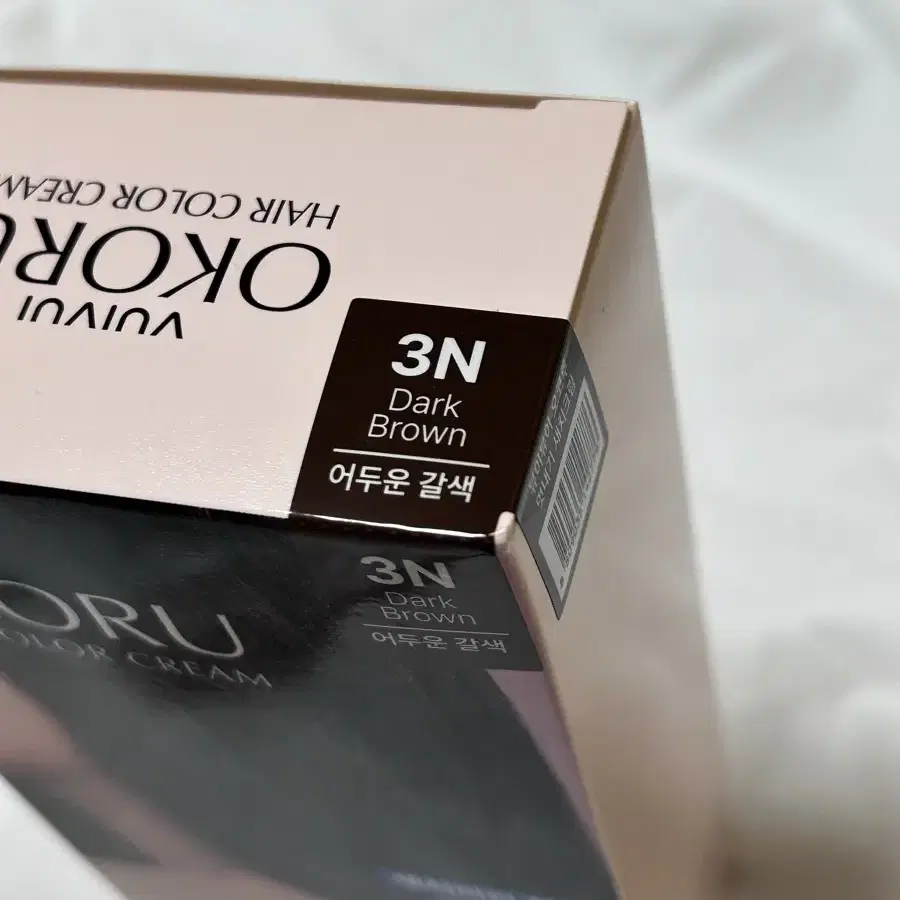 VUIVUI
OKORU
HAIR COLOR CREAM
3N
Dark
Brown
어두운 갈색
ORU
COLOR CREAM
3N
Dark
Brown
어두운 갈색